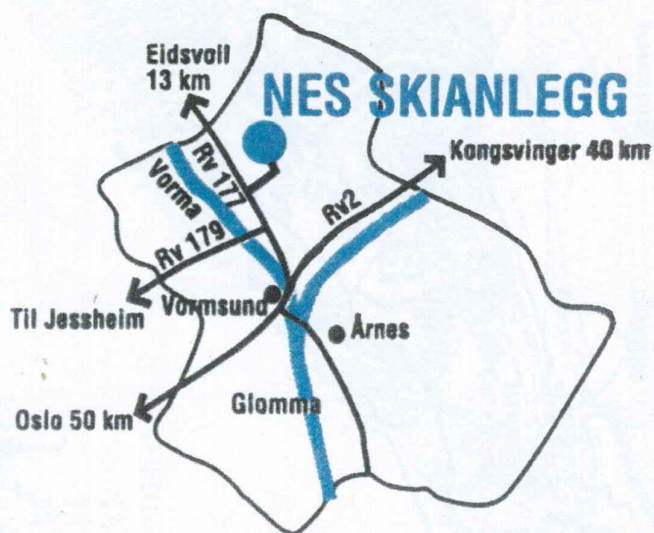 Eidsvoll
13 km
NES SKIANLEGG
Kongsvinger 40 km
Rv 177
Vorma
Rv2
Rv 179
Til Jessheim
Vormsund
Årnes
Glomma
Oslo 50 km